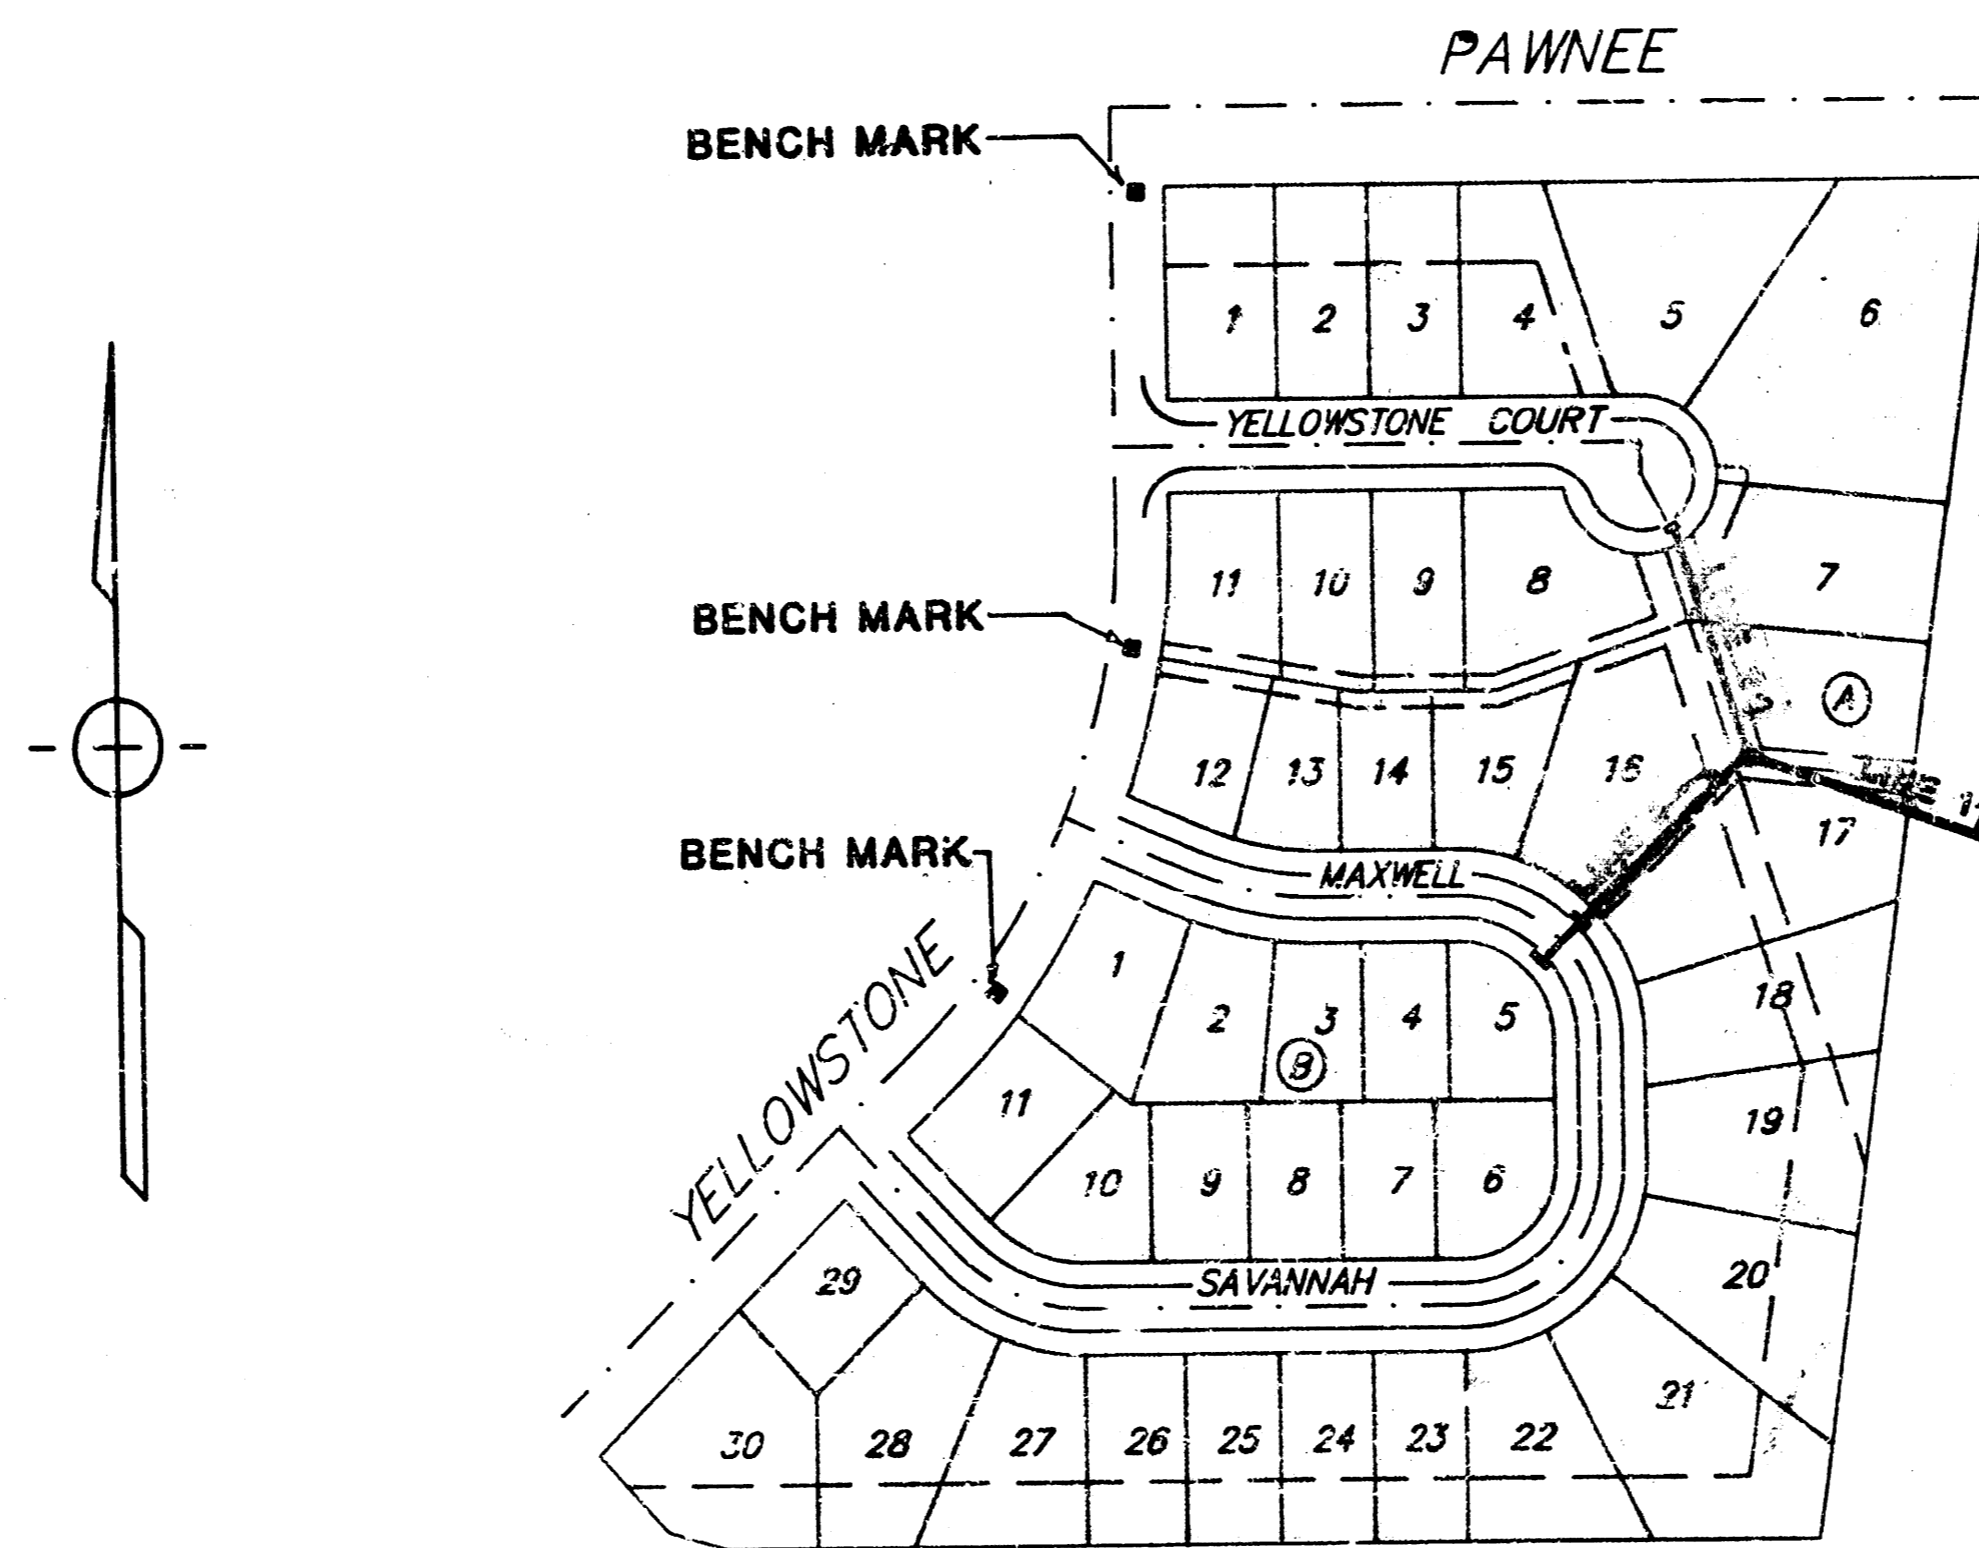 PAWNEE
BENCH MARK
1 2 3 4 5 6
YELLOWSTONE COURT
11 10 9 8 7
BENCH MARK
A
12 13 14 15 16 17
BENCH MARK
MAXWELL
YELLOWSTONE
1 2 3 4 5 18
B
11 10 9 8 7 6 19
SAVANNAH
29 20
30 28 27 26 25 24 23 22 21